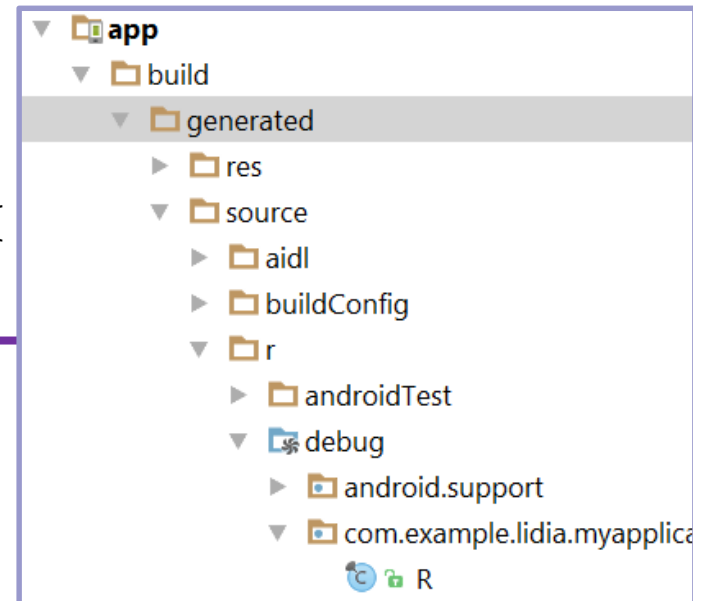 app
build
generated
res
source
aidl
buildConfig
r
androidTest
debug
android.support
com.example.lidia.myapplica
R